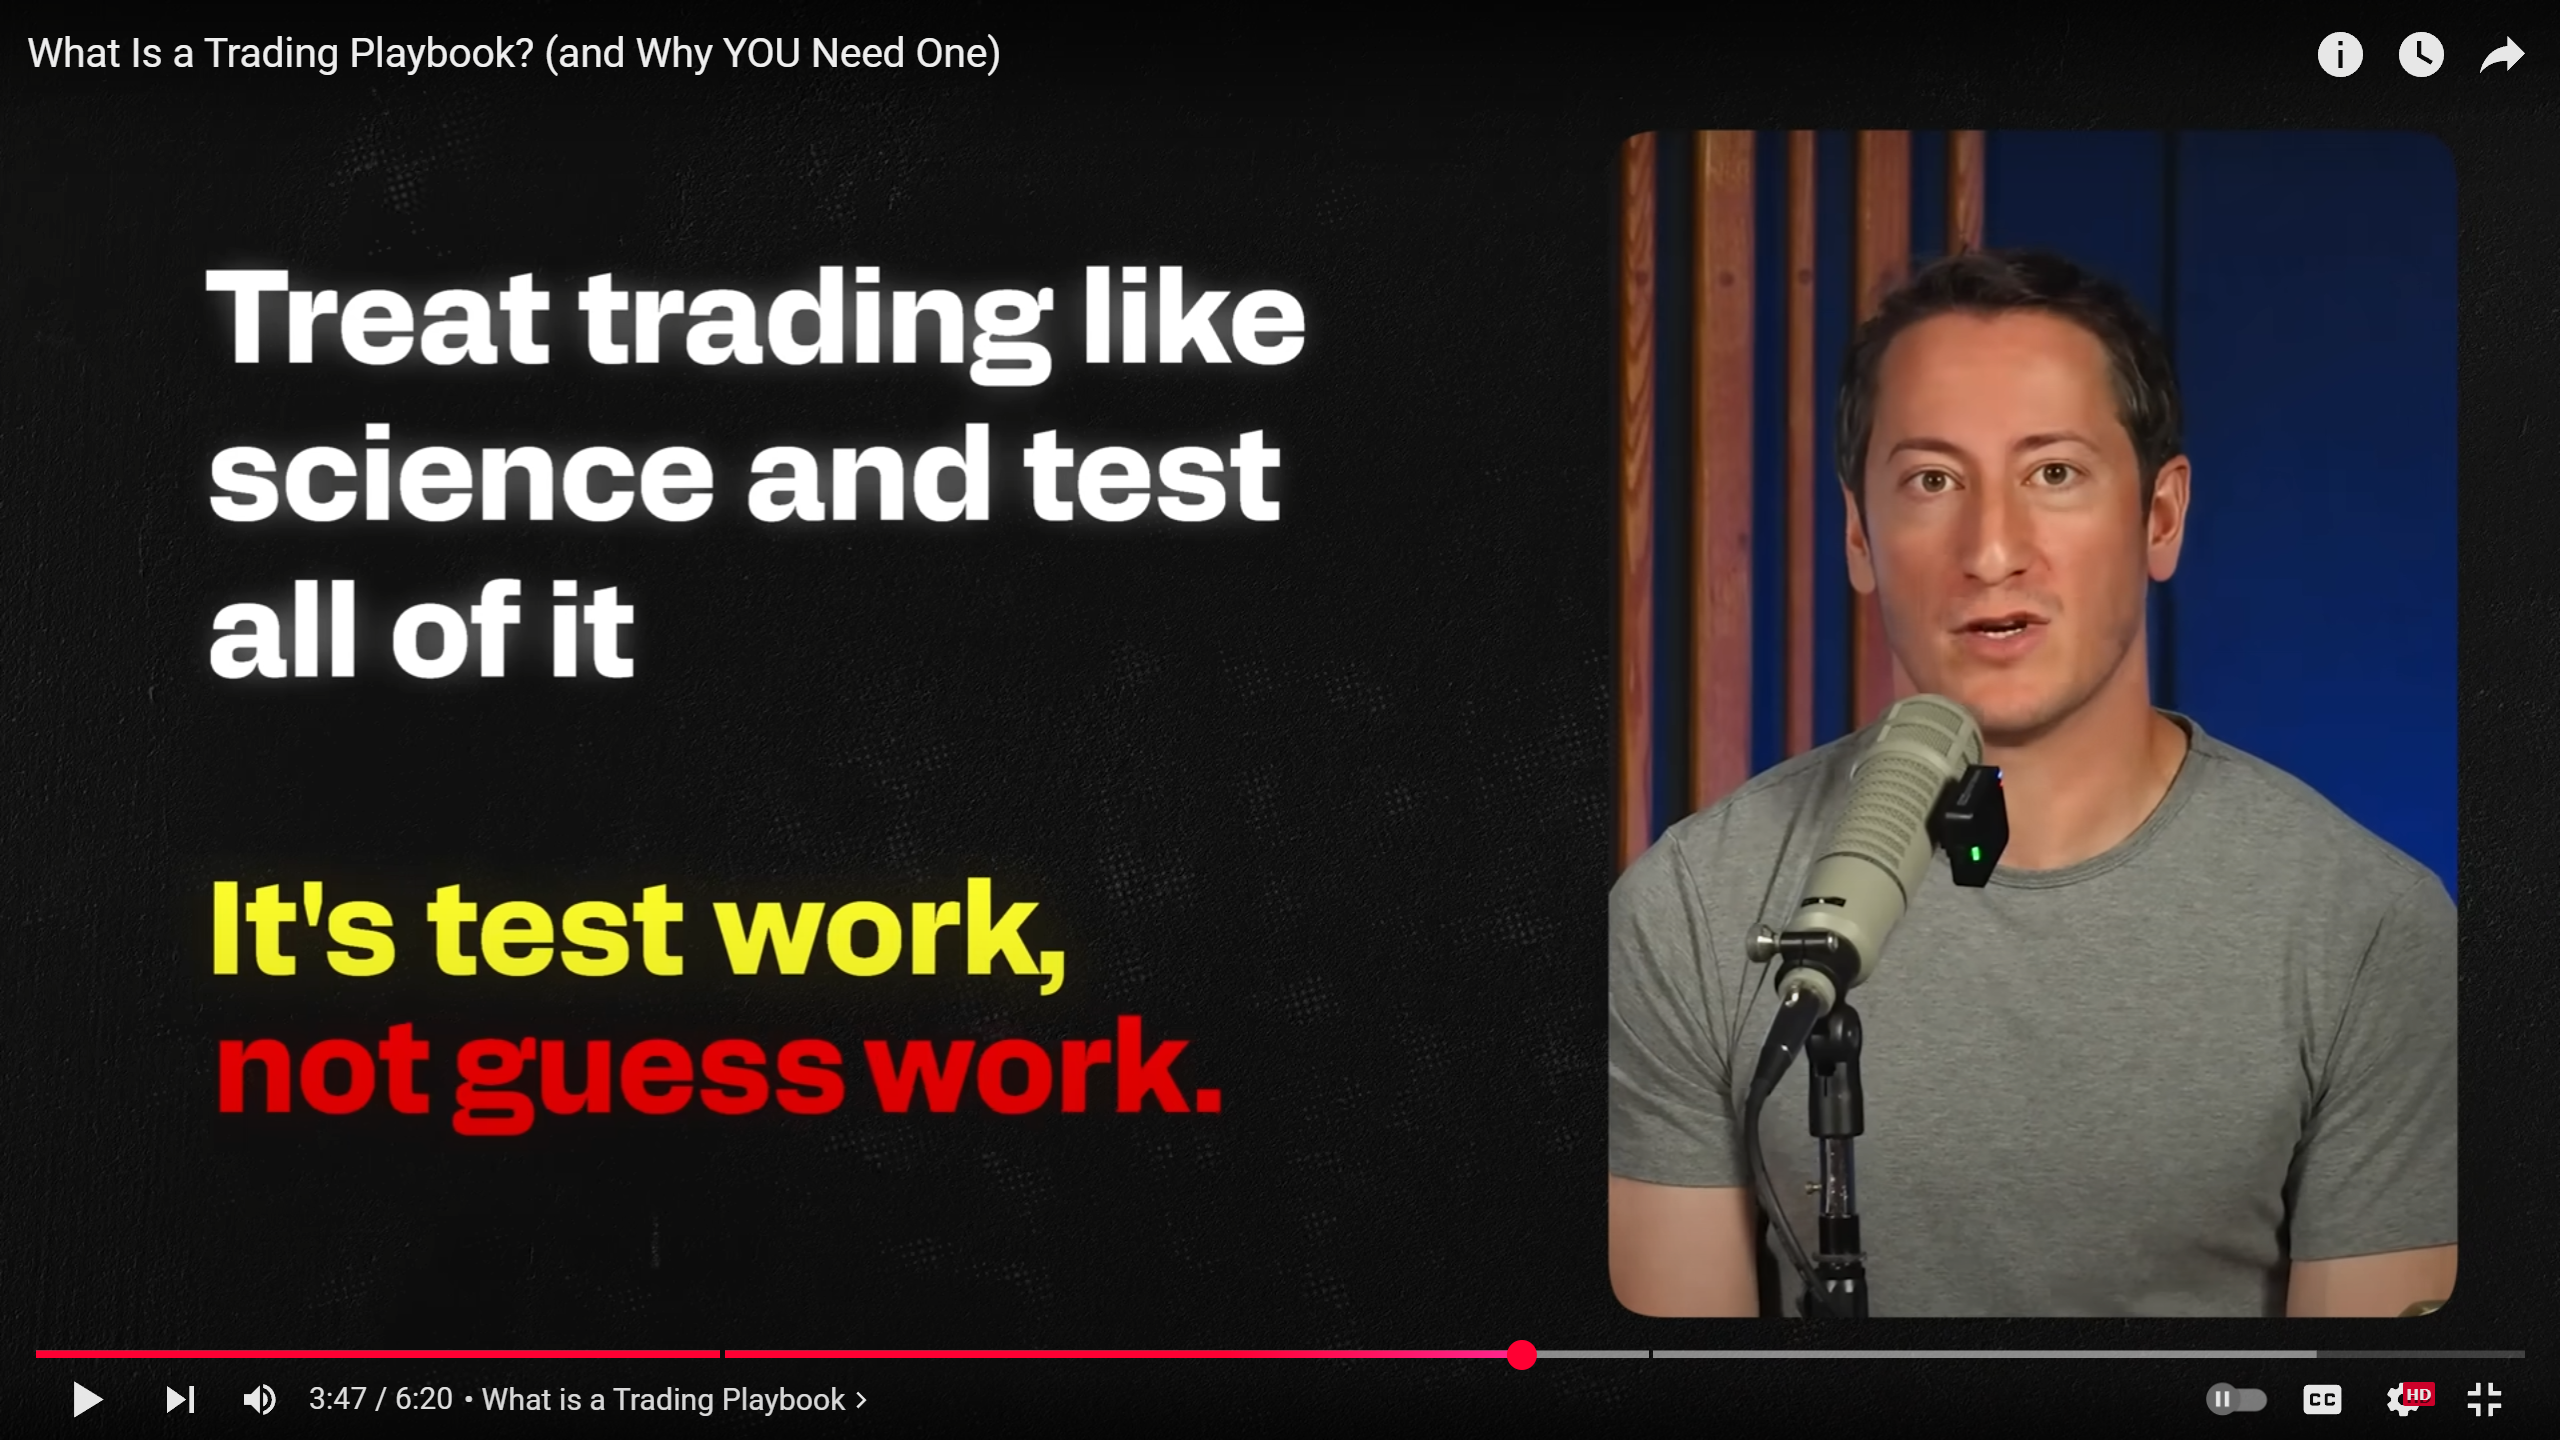 What Is a Trading Playbook? (and Why YOU Need One)
Treat trading like
science and test
all of it
It's test work,
not guess work.
3:47 / 6:20 • What is a Trading Playbook >
CC
HD